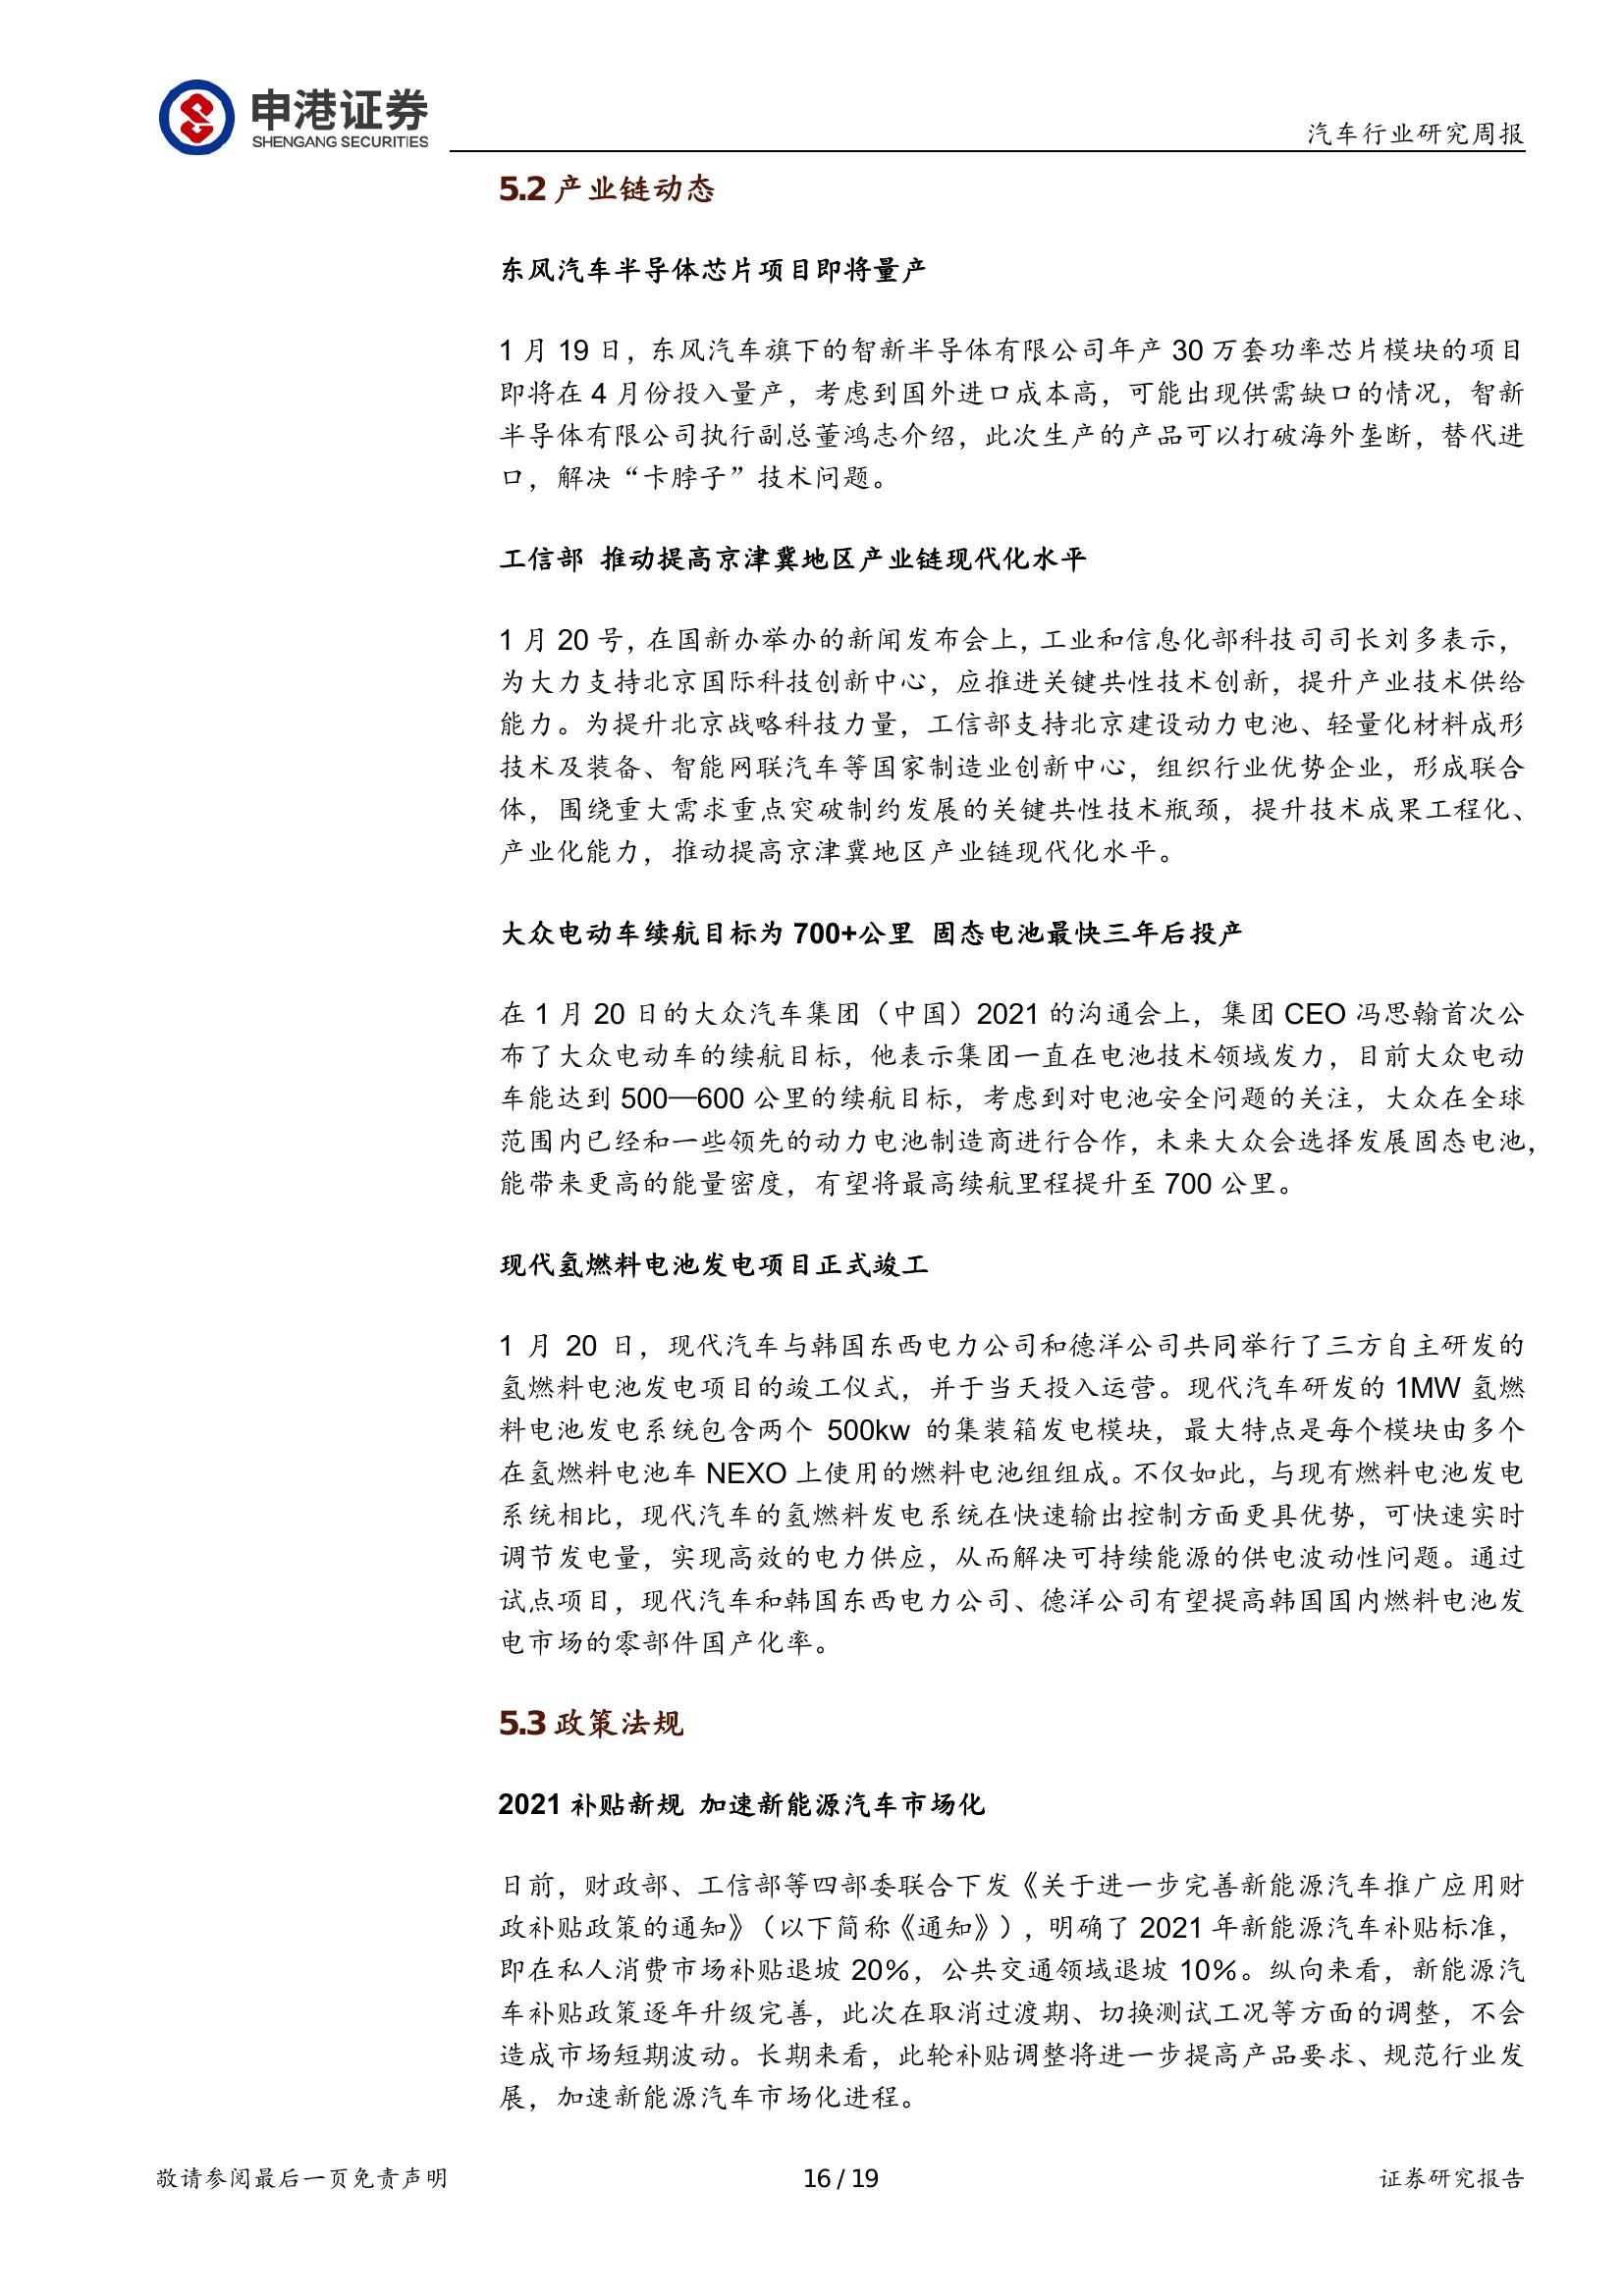 申港证券
SHENGANG SECURITIES
汽车行业研究周报
5.2 产业链动态
东风汽车半导体芯片项目即将量产
1 月 19 日，东风汽车旗下的智新半导体有限公司年产 30 万套功率芯片模块的项目
即将在 4 月份投入量产，考虑到国外进口成本高，可能出现供需缺口的情况，智新
半导体有限公司执行副总董鸿志介绍，此次生产的产品可以打破海外垄断，替代进
口，解决“卡脖子”技术问题。
工信部 推动提高京津冀地区产业链现代化水平
1 月 20 号，在国新办举办的新闻发布会上，工业和信息化部科技司司长刘多表示，
为大力支持北京国际科技创新中心，应推进关键共性技术创新，提升产业技术供给
能力。为提升北京战略科技力量，工信部支持北京建设动力电池、轻量化材料成形
技术及装备、智能网联汽车等国家制造业创新中心，组织行业优势企业，形成联合
体，围绕重大需求重点突破制约发展的关键共性技术瓶颈，提升技术成果工程化、
产业化能力，推动提高京津冀地区产业链现代化水平。
大众电动车续航目标为 700+公里 固态电池最快三年后投产
在 1 月 20 日的大众汽车集团（中国）2021 的沟通会上，集团 CEO 冯思翰首次公
布了大众电动车的续航目标，他表示集团一直在电池技术领域发力，目前大众电动
车能达到 500—600 公里的续航目标，考虑到对电池安全问题的关注，大众在全球
范围内已经和一些领先的动力电池制造商进行合作，未来大众会选择发展固态电池，
能带来更高的能量密度，有望将最高续航里程提升至 700 公里。
现代氢燃料电池发电项目正式竣工
1 月 20 日，现代汽车与韩国东西电力公司和德洋公司共同举行了三方自主研发的
氢燃料电池发电项目的竣工仪式，并于当天投入运营。现代汽车研发的 1MW 氢燃
料电池发电系统包含两个 500kw 的集装箱发电模块，最大特点是每个模块由多个
在氢燃料电池车 NEXO 上使用的燃料电池组组成。不仅如此，与现有燃料电池发电
系统相比，现代汽车的氢燃料发电系统在快速输出控制方面更具优势，可快速实时
调节发电量，实现高效的电力供应，从而解决可持续能源的供电波动性问题。通过
试点项目，现代汽车和韩国东西电力公司、德洋公司有望提高韩国国内燃料电池发
电市场的零部件国产化率。
5.3 政策法规
2021 补贴新规 加速新能源汽车市场化
日前，财政部、工信部等四部委联合下发《关于进一步完善新能源汽车推广应用财
政补贴政策的通知》（以下简称《通知》），明确了 2021 年新能源汽车补贴标准，
即在私人消费市场补贴退坡 20%，公共交通领域退坡 10%。纵向来看，新能源汽
车补贴政策逐年升级完善，此次在取消过渡期、切换测试工况等方面的调整，不会
造成市场短期波动。长期来看，此轮补贴调整将进一步提高产品要求、规范行业发
展，加速新能源汽车市场化进程。
敬请参阅最后一页免责声明
16 / 19
证券研究报告